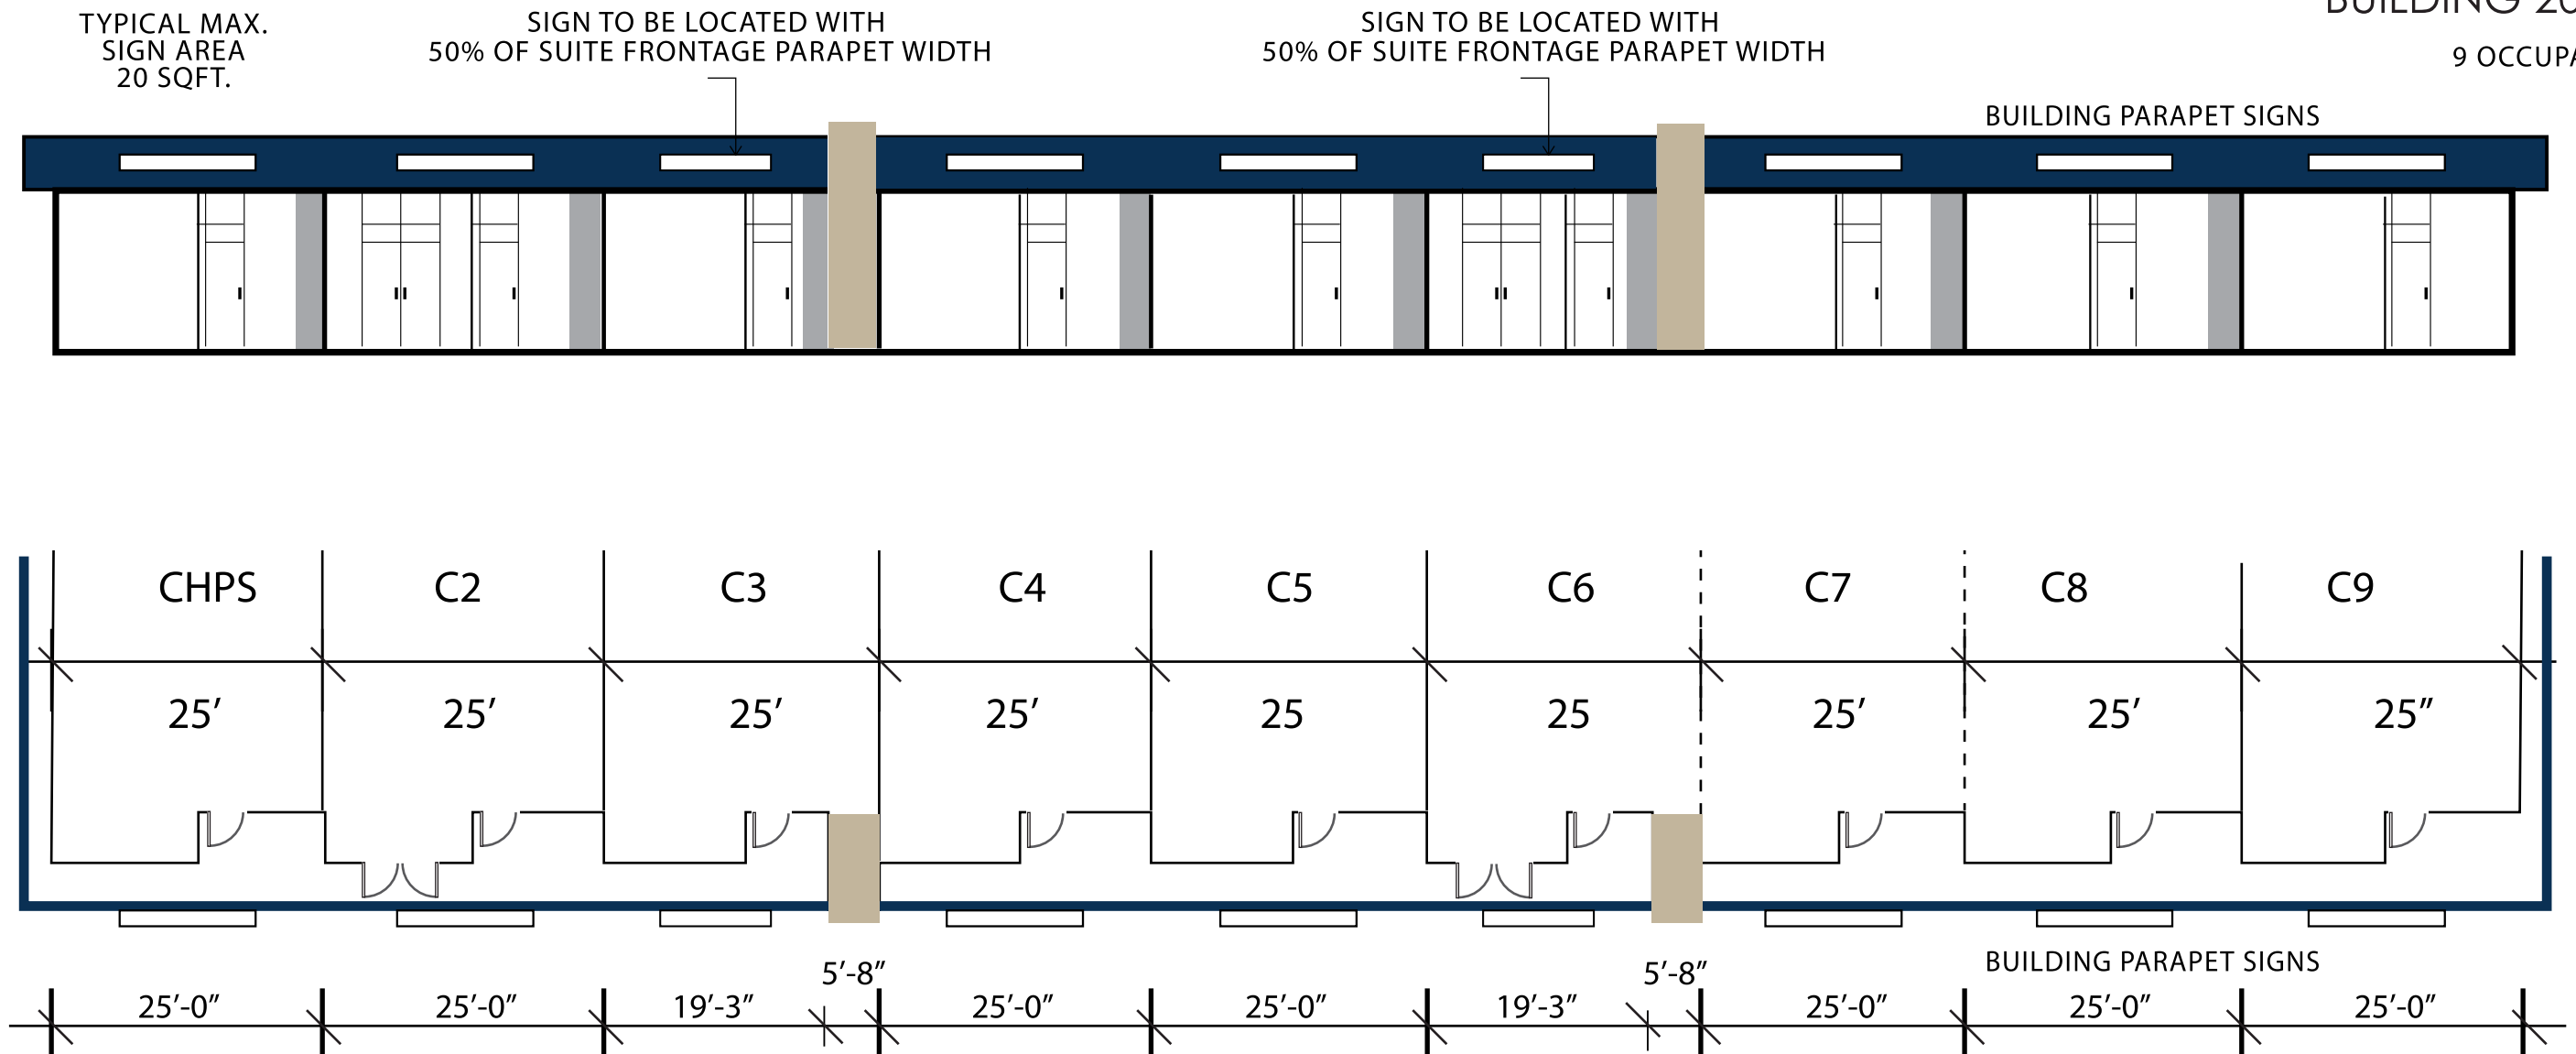 TYPICAL MAX.
SIGN AREA
20 SQFT.
SIGN TO BE LOCATED WITH
50% OF SUITE FRONTAGE PARAPET WIDTH
SIGN TO BE LOCATED WITH
50% OF SUITE FRONTAGE PARAPET WIDTH
BUILDING 20
9 OCCUPA
BUILDING PARAPET SIGNS
CHPS C2 C3 C4 C5 C6 C7 C8 C9
25′ 25′ 25′ 25′ 25 25 25′ 25′ 25″
BUILDING PARAPET SIGNS
5′-8″ 5′-8″
25′-0″ 25′-0″ 19′-3″ 25′-0″ 25′-0″ 19′-3″ 25′-0″ 25′-0″ 25′-0″